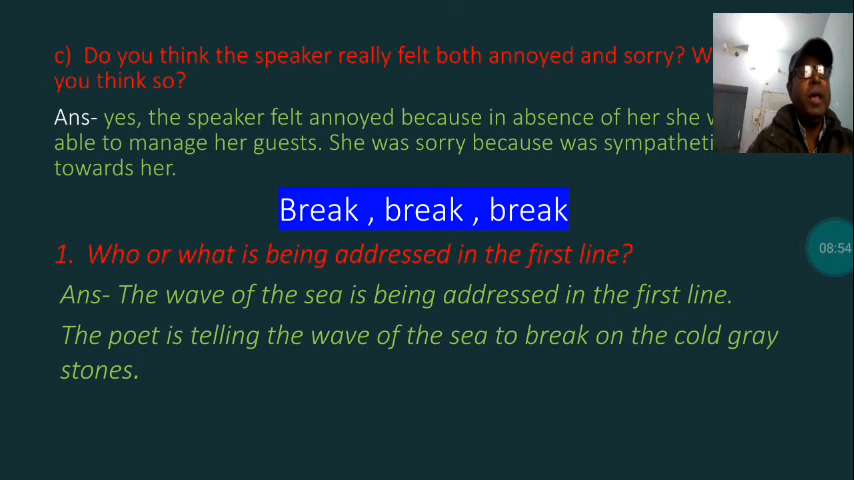 c) Do you think the speaker really felt both annoyed and sorry?
you think so?
Ans- yes, the speaker felt annoyed because in absence of her she
able to manage her guests. She was sorry because was sympatheti
towards her.
Break , break , break
1. Who or what is being addressed in the first line?
08:54
Ans- The wave of the sea is being addressed in the first line.
The poet is telling the wave of the sea to break on the cold gray
stones.